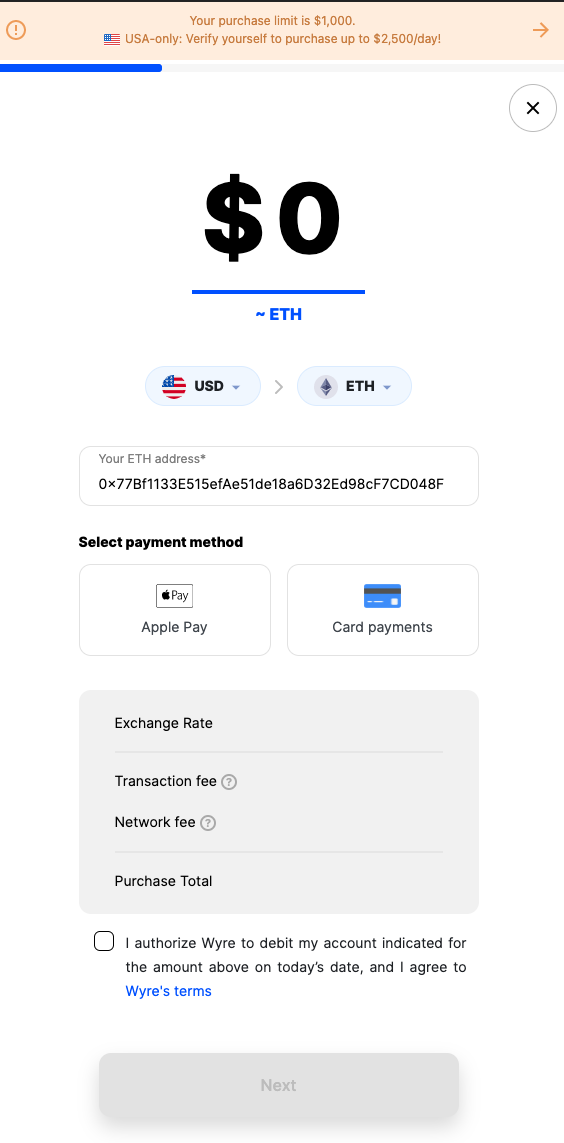 Your purchase limit is $1,000.
USA-only: Verify yourself to purchase up to $2,500/day!
$0
~ ETH
USD
ETH
Your ETH address*
0x77Bf1133E515efAe51de18a6D32Ed98cF7CD048F
Select payment method
Pay
Apple Pay
Card payments
Exchange Rate
Transaction fee ?
Network fee ?
Purchase Total
I authorize Wyre to debit my account indicated for
the amount above on today’s date, and I agree to
Wyre's terms
Next